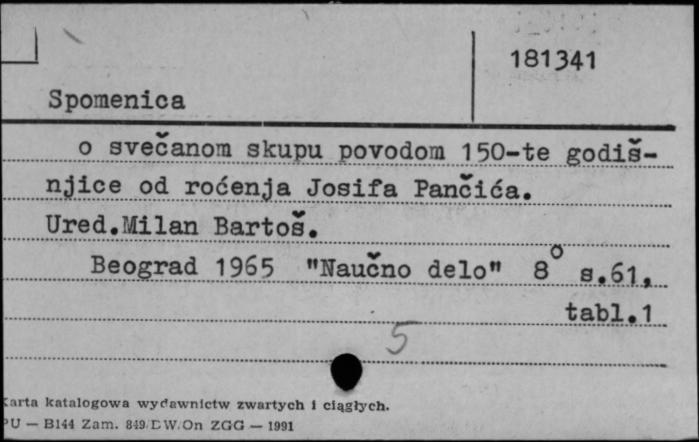 181341
Spomenica
o svečanom skupu povodom 150-te godiš-
njice od roćenja Josifa Pančića.
Ured.Milan Bartoš.
Beograd 1965 "Naučno delo" 8° s.61,
tabl.1
5
Karta katalogowa wydawnictw zwartych i ciągłych.
PU — B144 Zam. 849/DW/On ZGG — 1991